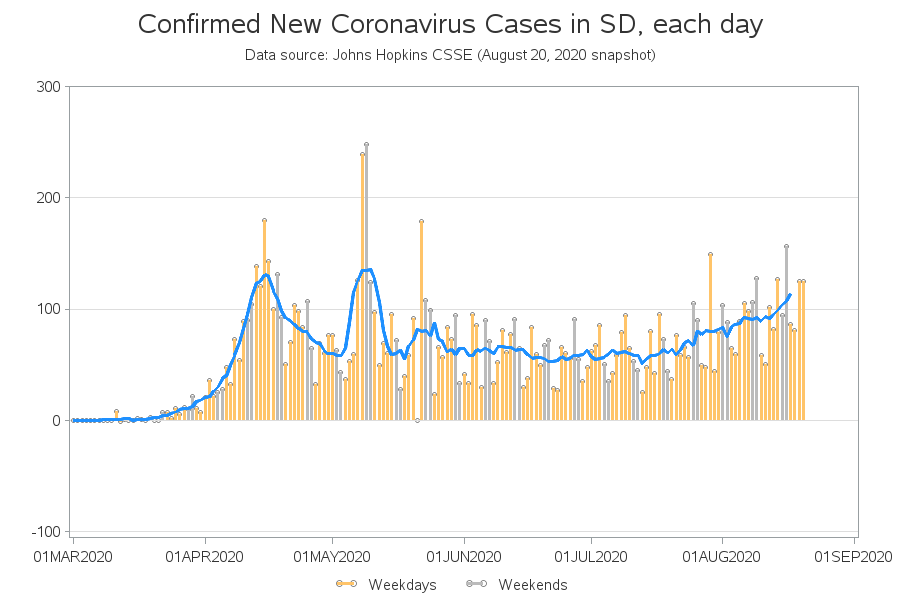 Confirmed New Coronavirus Cases in SD, each day
Data source: Johns Hopkins CSSE (August 20, 2020 snapshot)
300
200
100
0
-100
01MAR2020 01APR2020 01MAY2020 01JUN2020 01JUL2020 01AUG2020 01SEP2020
Weekdays Weekends